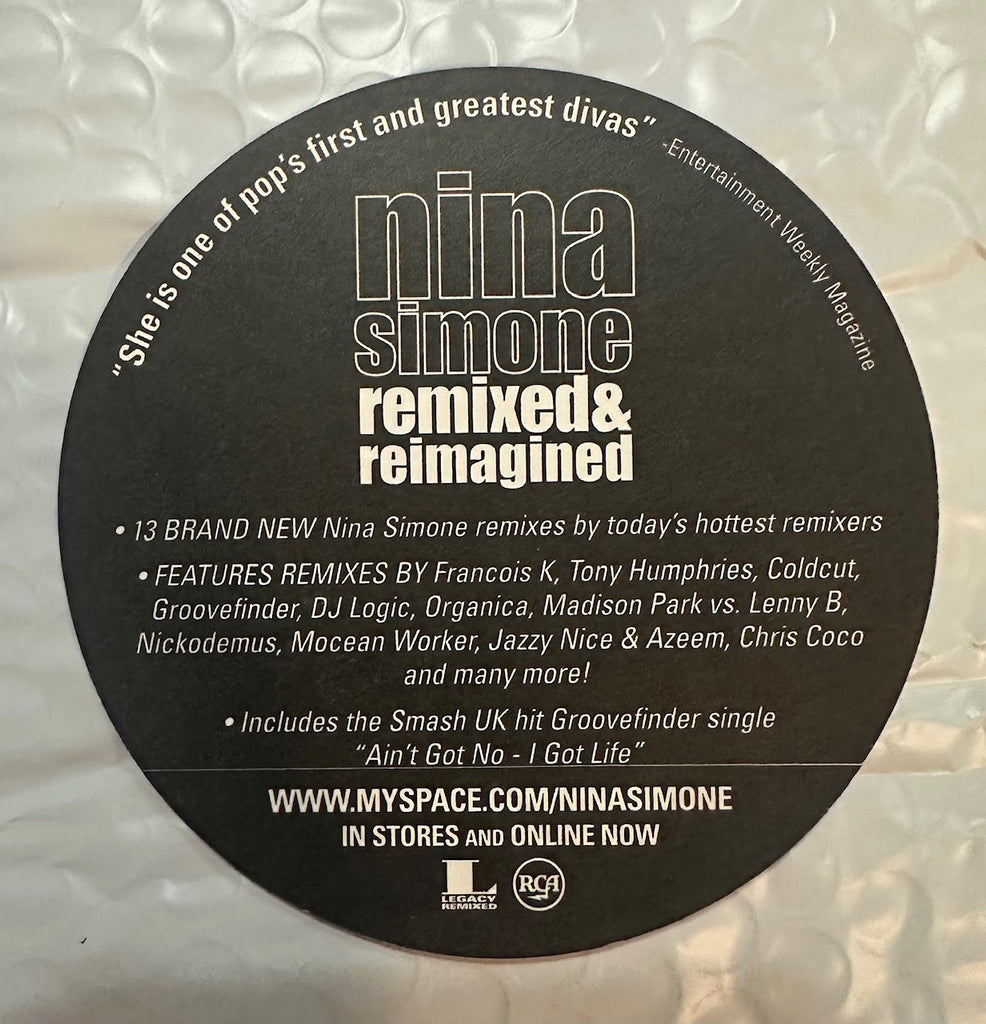 "She is one of pop's first and greatest divas"
-Entertainment Weekly Magazine
nina
simone
remixed&
reimagined
• 13 BRAND NEW Nina Simone remixes by today's hottest remixers
• FEATURES REMIXES BY Francois K, Tony Humphries, Coldcut,
Groovefinder, DJ Logic, Organica, Madison Park vs. Lenny B,
Nickodemus, Mocean Worker, Jazzy Nice & Azeem, Chris Coco
and many more!
• Includes the Smash UK hit Groovefinder single
"Ain't Got No - I Got Life"
WWW.MYSPACE.COM/NINASIMONE
IN STORES AND ONLINE NOW
L
LEGACY
REMIXED
RCA